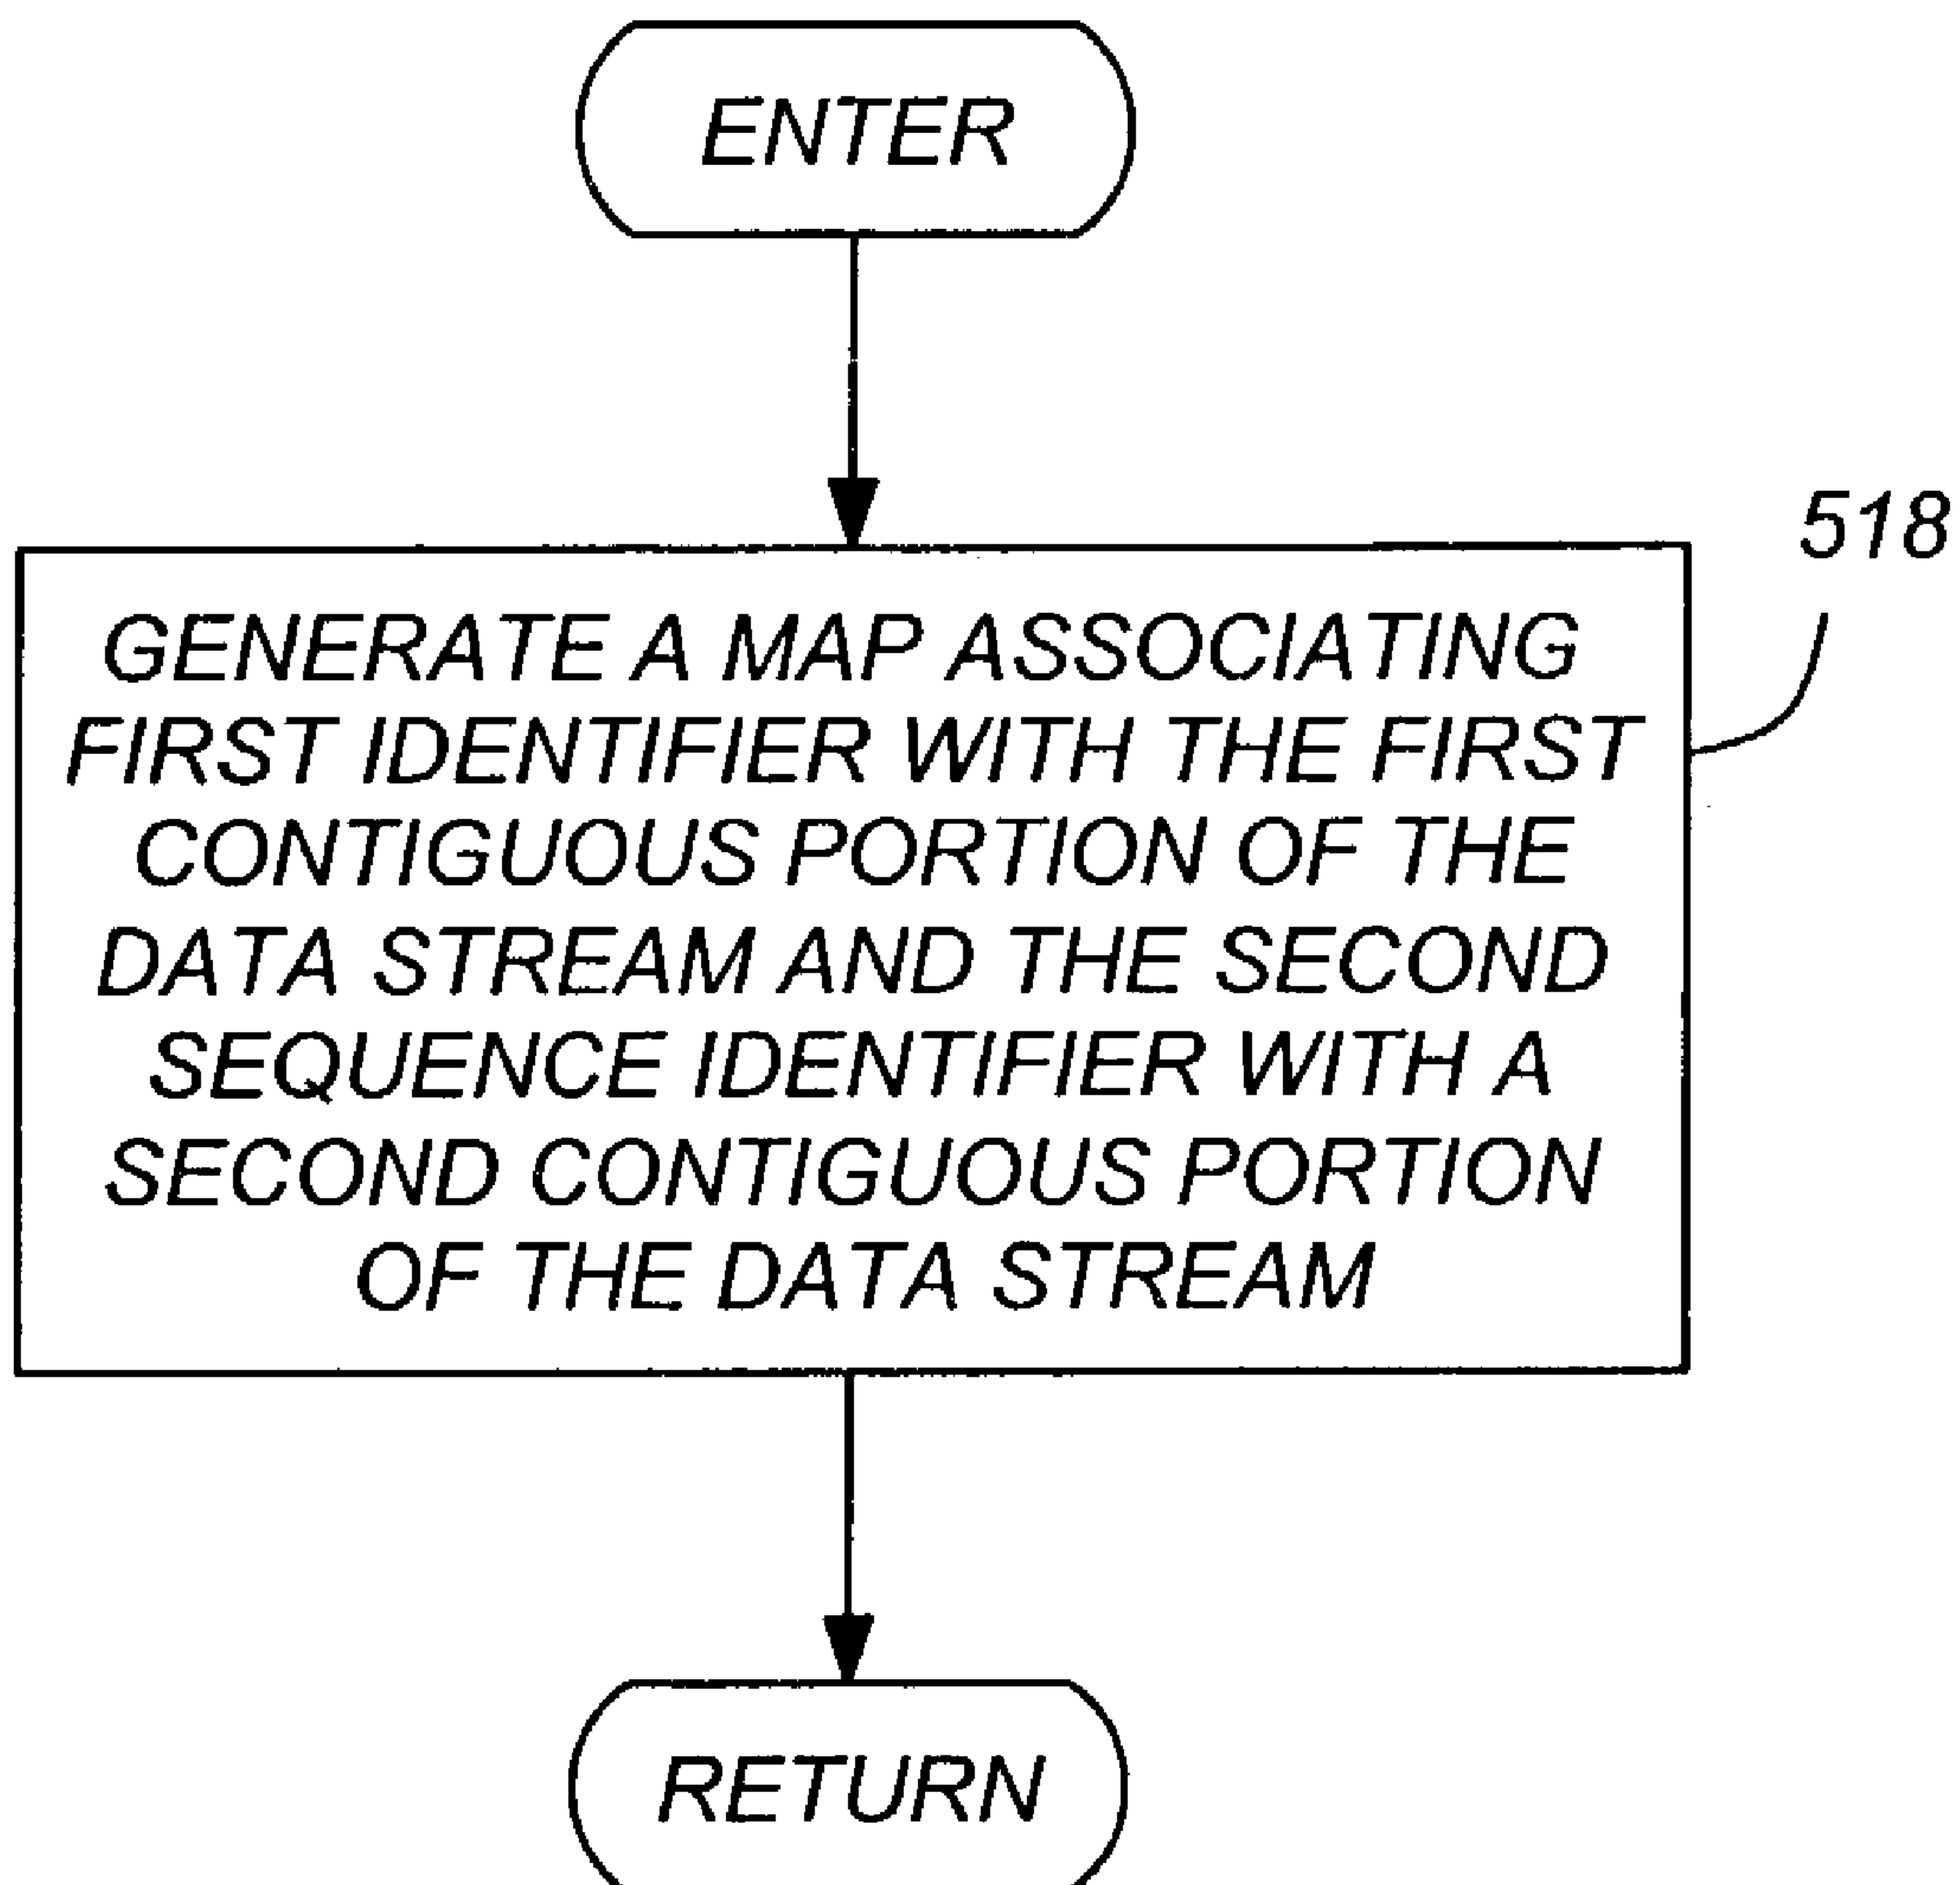 ENTER
518
GENERATE A MAP ASSOCIATING
FIRST IDENTIFIER WITH THE FIRST
CONTIGUOUS PORTION OF THE
DATA STREAM AND THE SECOND
SEQUENCE IDENTIFIER WITH A
SECOND CONTIGUOUS PORTION
OF THE DATA STREAM
RETURN